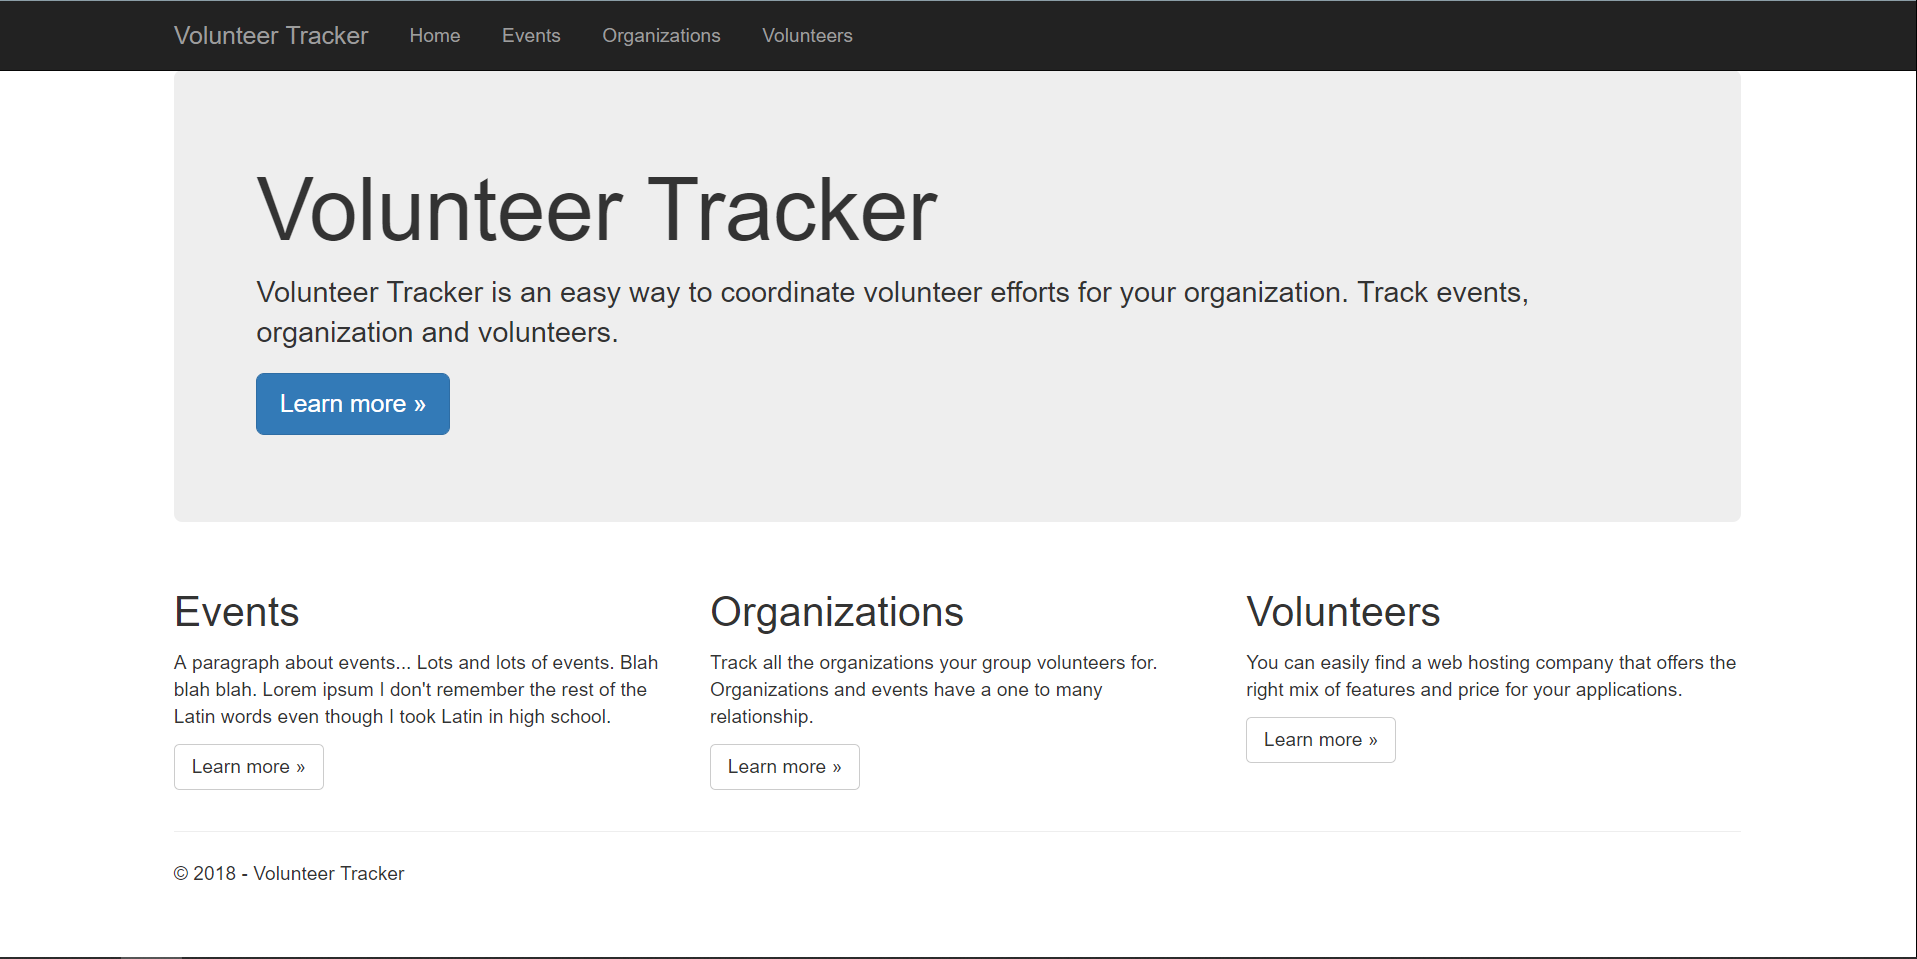 Volunteer Tracker Home Events Organizations Volunteers
Volunteer Tracker
Volunteer Tracker is an easy way to coordinate volunteer efforts for your organization. Track events,
organization and volunteers.
Learn more »
Events
A paragraph about events... Lots and lots of events. Blah
blah blah. Lorem ipsum I don't remember the rest of the
Latin words even though I took Latin in high school.
Learn more »
Organizations
Track all the organizations your group volunteers for.
Organizations and events have a one to many
relationship.
Learn more »
Volunteers
You can easily find a web hosting company that offers the
right mix of features and price for your applications.
Learn more »
© 2018 - Volunteer Tracker